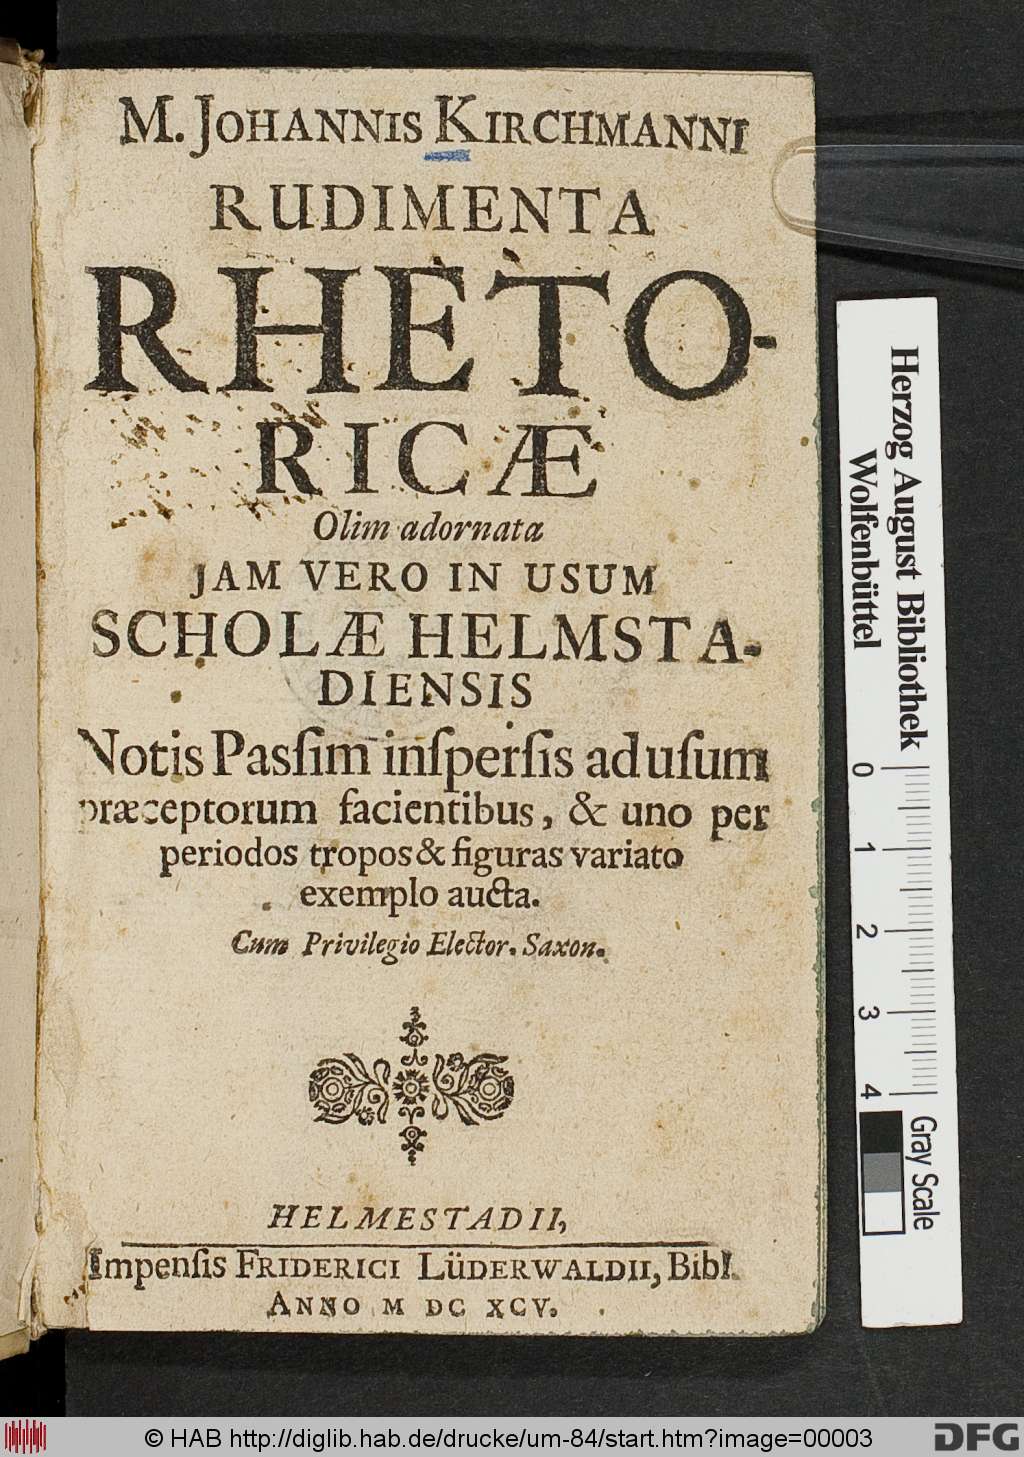 M. JOHANNIS KIRCHMANNI
RUDIMENTA
RHETO-
RICÆ
Olim adornata
JAM VERO IN USUM
SCHOLÆ HELMSTA-
DIENSIS
Notis Paſſim inſperſis ad uſum
præceptorum facientibus, & uno per
periodos tropos & figuras variato
exemplo aucta.
Cum Privilegio Elector. Saxon.
HELMESTADII,
Impenſis FRIDERICI LÜDERWALDII, Bibl.
ANNO M DC XCV.
Herzog August Bibliothek
Wolfenbüttel
0 1 2 3 4
Gray Scale
© HAB http://diglib.hab.de/drucke/um-84/start.htm?image=00003
DFG